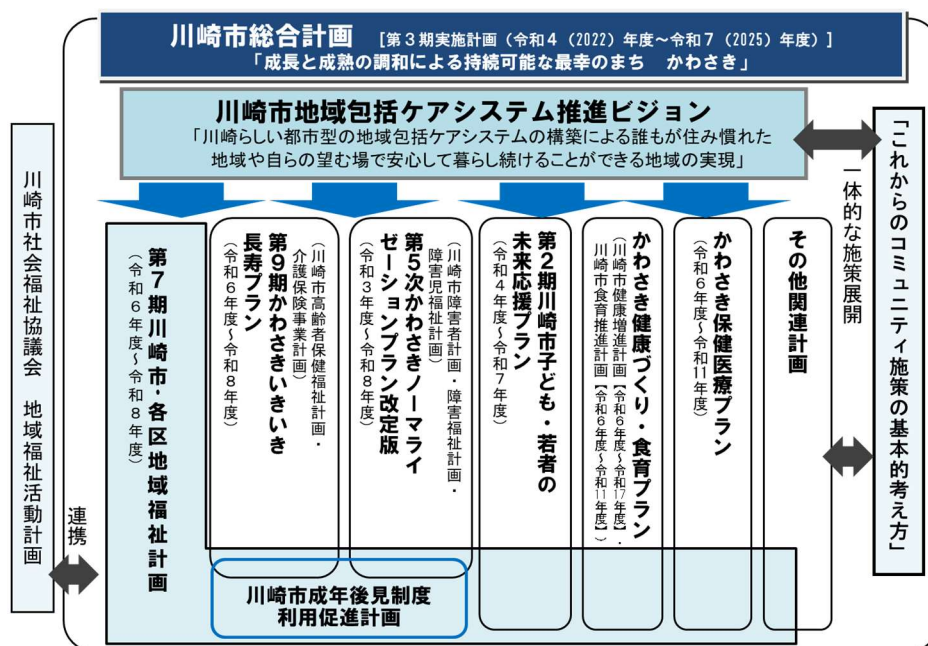 川崎市総合計画 [第3期実施計画(令和4(2022)年度~令和7(2025)年度)]
「成長と成熟の調和による持続可能な最幸のまち　かわさき」
川崎市地域包括ケアシステム推進ビジョン
「川崎らしい都市型の地域包括ケアシステムの構築による誰もが住み慣れた
地域や自らの望む場で安心して暮らし続けることができる地域の実現」
「これからのコミュニティ施策の基本的考え方」
一体的な施策展開
その他関連計画
かわさき保健医療プラン
(令和6年度~令和11年度)
かわさき健康づくり・食育プラン
(川崎市健康増進計画【令和6年度~令和17年度】・
川崎市食育推進計画【令和6年度~令和11年度】)
第2期川崎市子ども・若者の
未来応援プラン
(令和4年度~令和7年度)
(川崎市障害者計画・障害福祉計画・
障害児福祉計画)
第5次かわさきノーマライ
ゼーションプラン改定版
(令和3年度~令和8年度)
(川崎市高齢者保健福祉計画・
介護保険事業計画)
第9期かわさきいきいき
長寿プラン
(令和6年度~令和8年度)
第7期川崎市・各区地域福祉計画
(令和6年度~令和8年度)
川崎市成年後見制度
利用促進計画
連携
川崎市社会福祉協議会　地域福祉活動計画